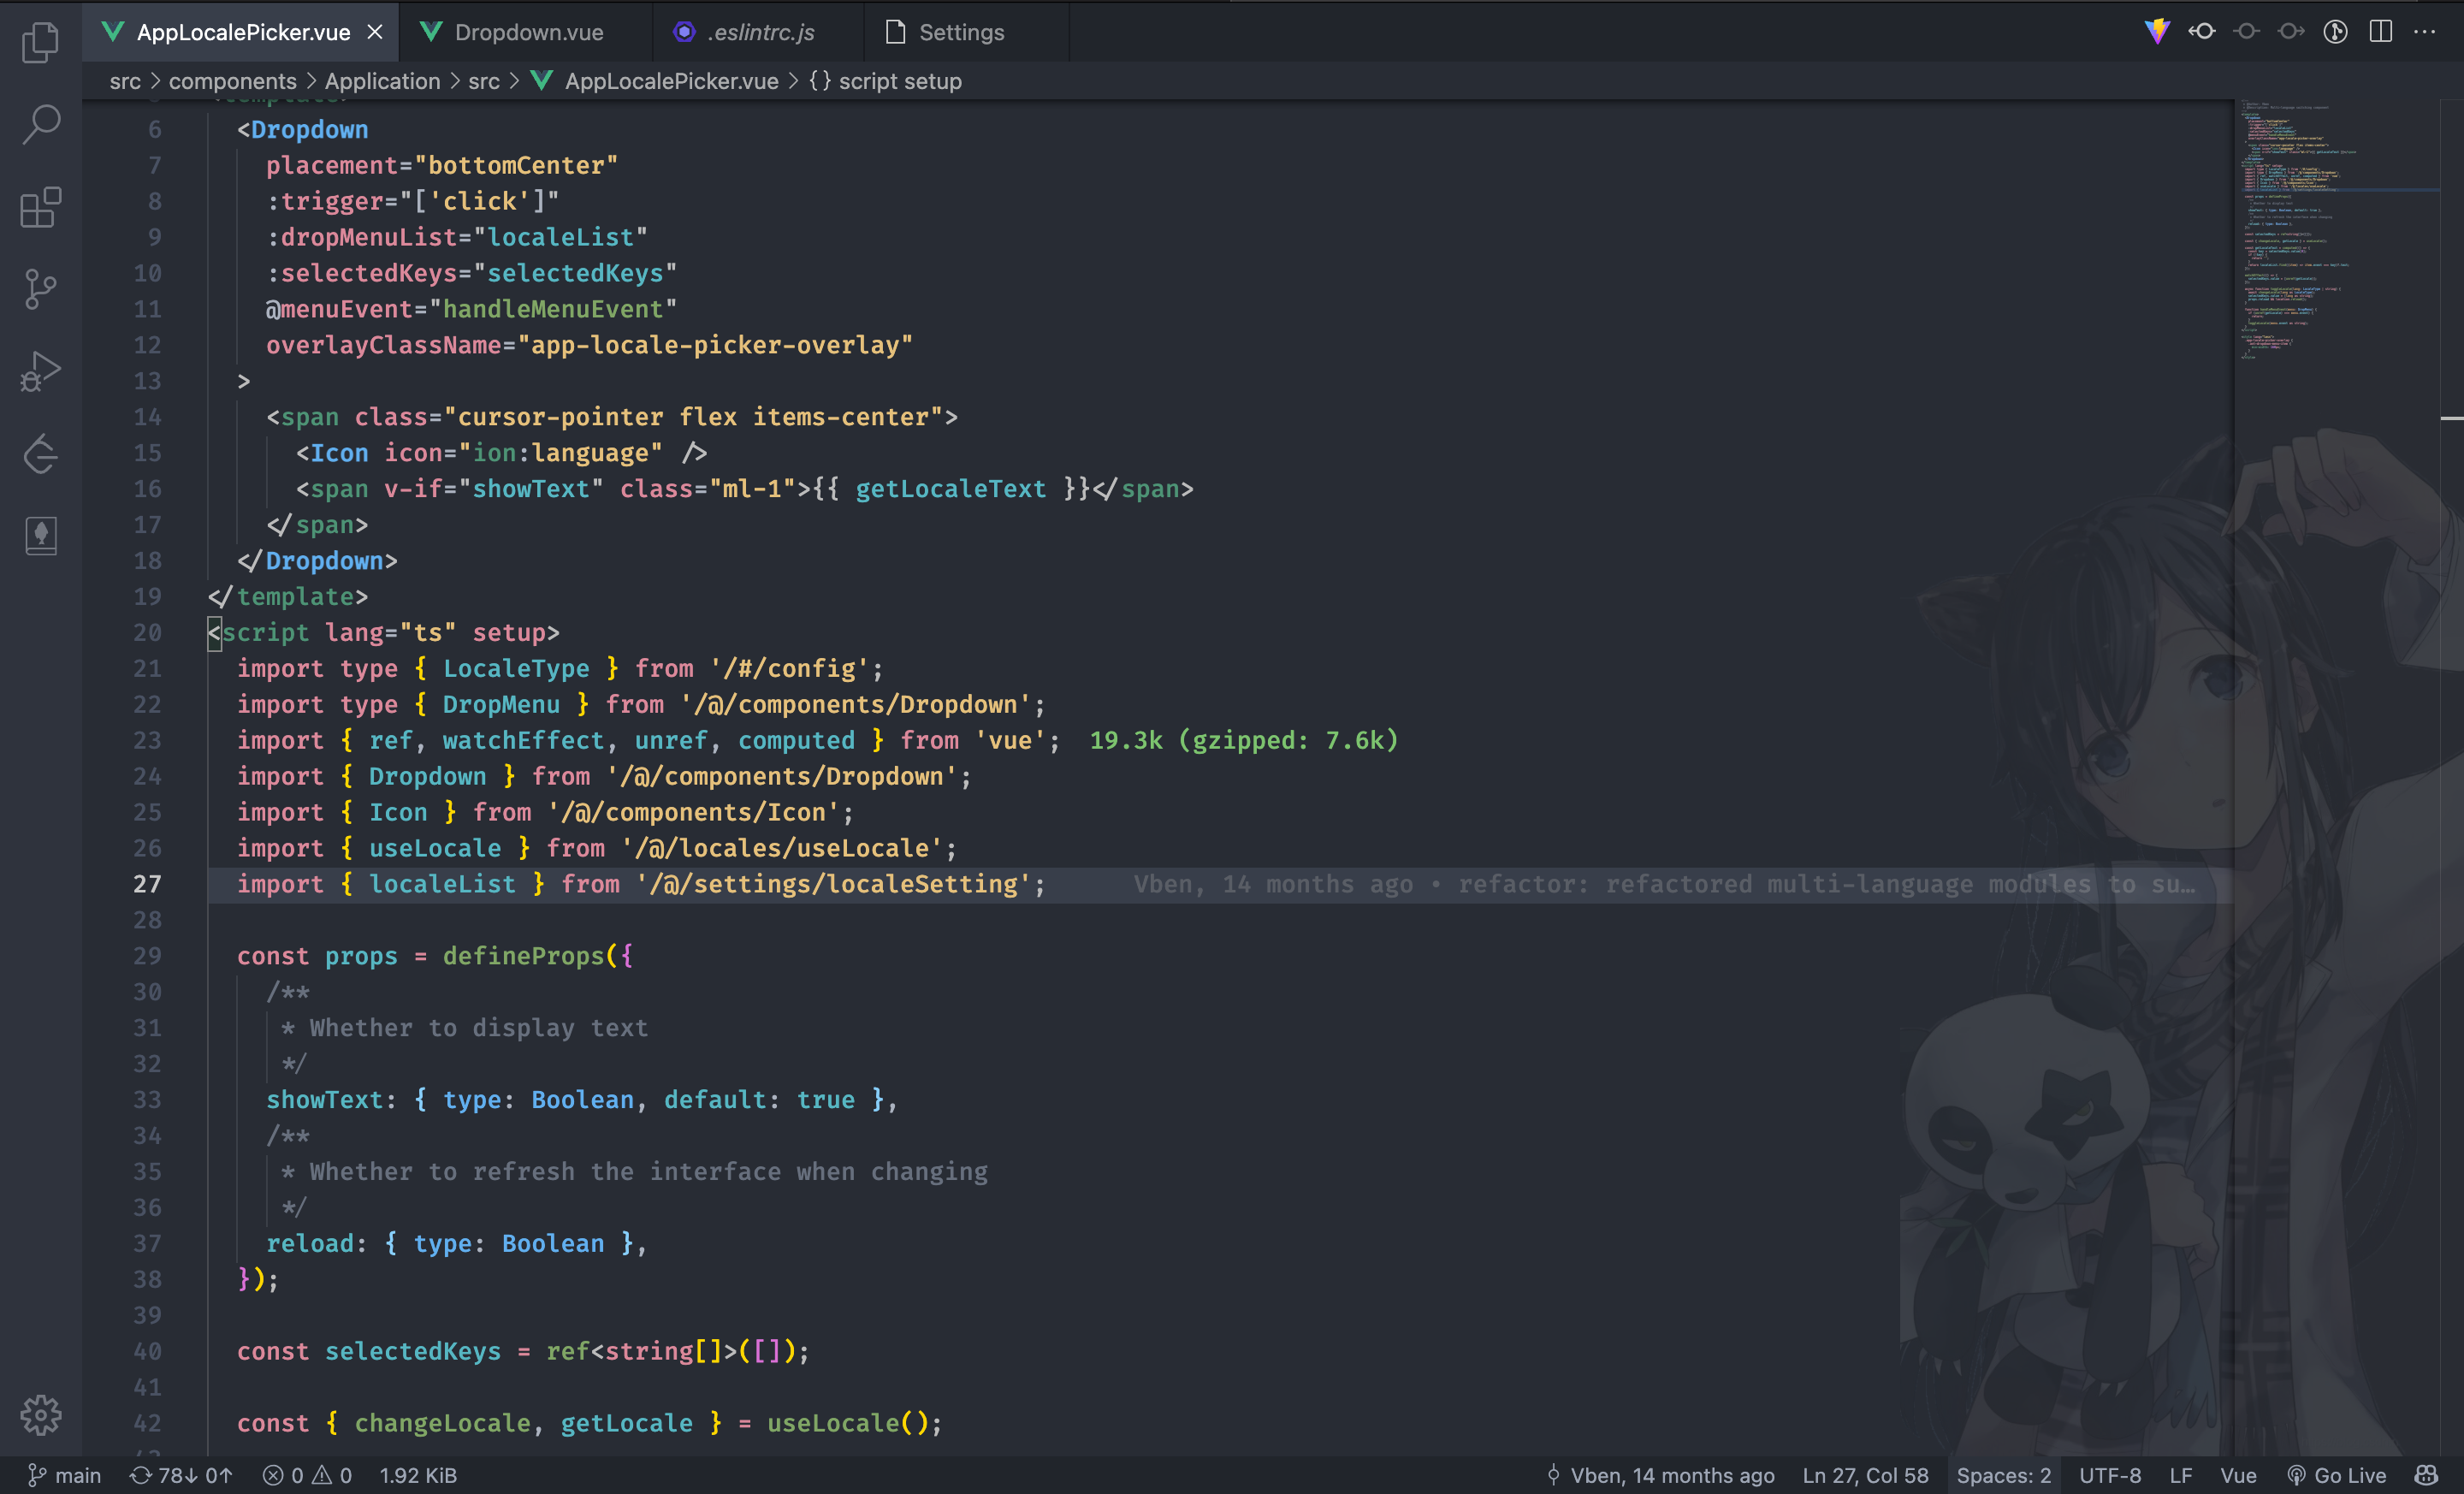 AppLocalePicker.vue
Dropdown.vue
.eslintrc.js
Settings
src > components > Application > src > AppLocalePicker.vue > {} script setup
6 <Dropdown
7 placement="bottomCenter"
8 :trigger="['click']"
9 :dropMenuList="localeList"
10 :selectedKeys="selectedKeys"
11 @menuEvent="handleMenuEvent"
12 overlayClassName="app-locale-picker-overlay"
13 >
14 <span class="cursor-pointer flex items-center">
15 <Icon icon="ion:language" />
16 <span v-if="showText" class="ml-1">{{ getLocaleText }}</span>
17 </span>
18 </Dropdown>
19 </template>
20 <script lang="ts" setup>
21 import type { LocaleType } from '/#/config';
22 import type { DropMenu } from '/@/components/Dropdown';
23 import { ref, watchEffect, unref, computed } from 'vue'; 19.3k (gzipped: 7.6k)
24 import { Dropdown } from '/@/components/Dropdown';
25 import { Icon } from '/@/components/Icon';
26 import { useLocale } from '/@/locales/useLocale';
27 import { localeList } from '/@/settings/localeSetting'; Vben, 14 months ago • refactor: refactored multi-language modules to su…
28
29 const props = defineProps({
30 /**
31 * Whether to display text
32 */
33 showText: { type: Boolean, default: true },
34 /**
35 * Whether to refresh the interface when changing
36 */
37 reload: { type: Boolean },
38 });
39
40 const selectedKeys = ref<string[]>([]);
41
42 const { changeLocale, getLocale } = useLocale();
main 78↓ 0↑ 0 0 1.92 KiB Vben, 14 months ago Ln 27, Col 58 Spaces: 2 UTF-8 LF Vue Go Live